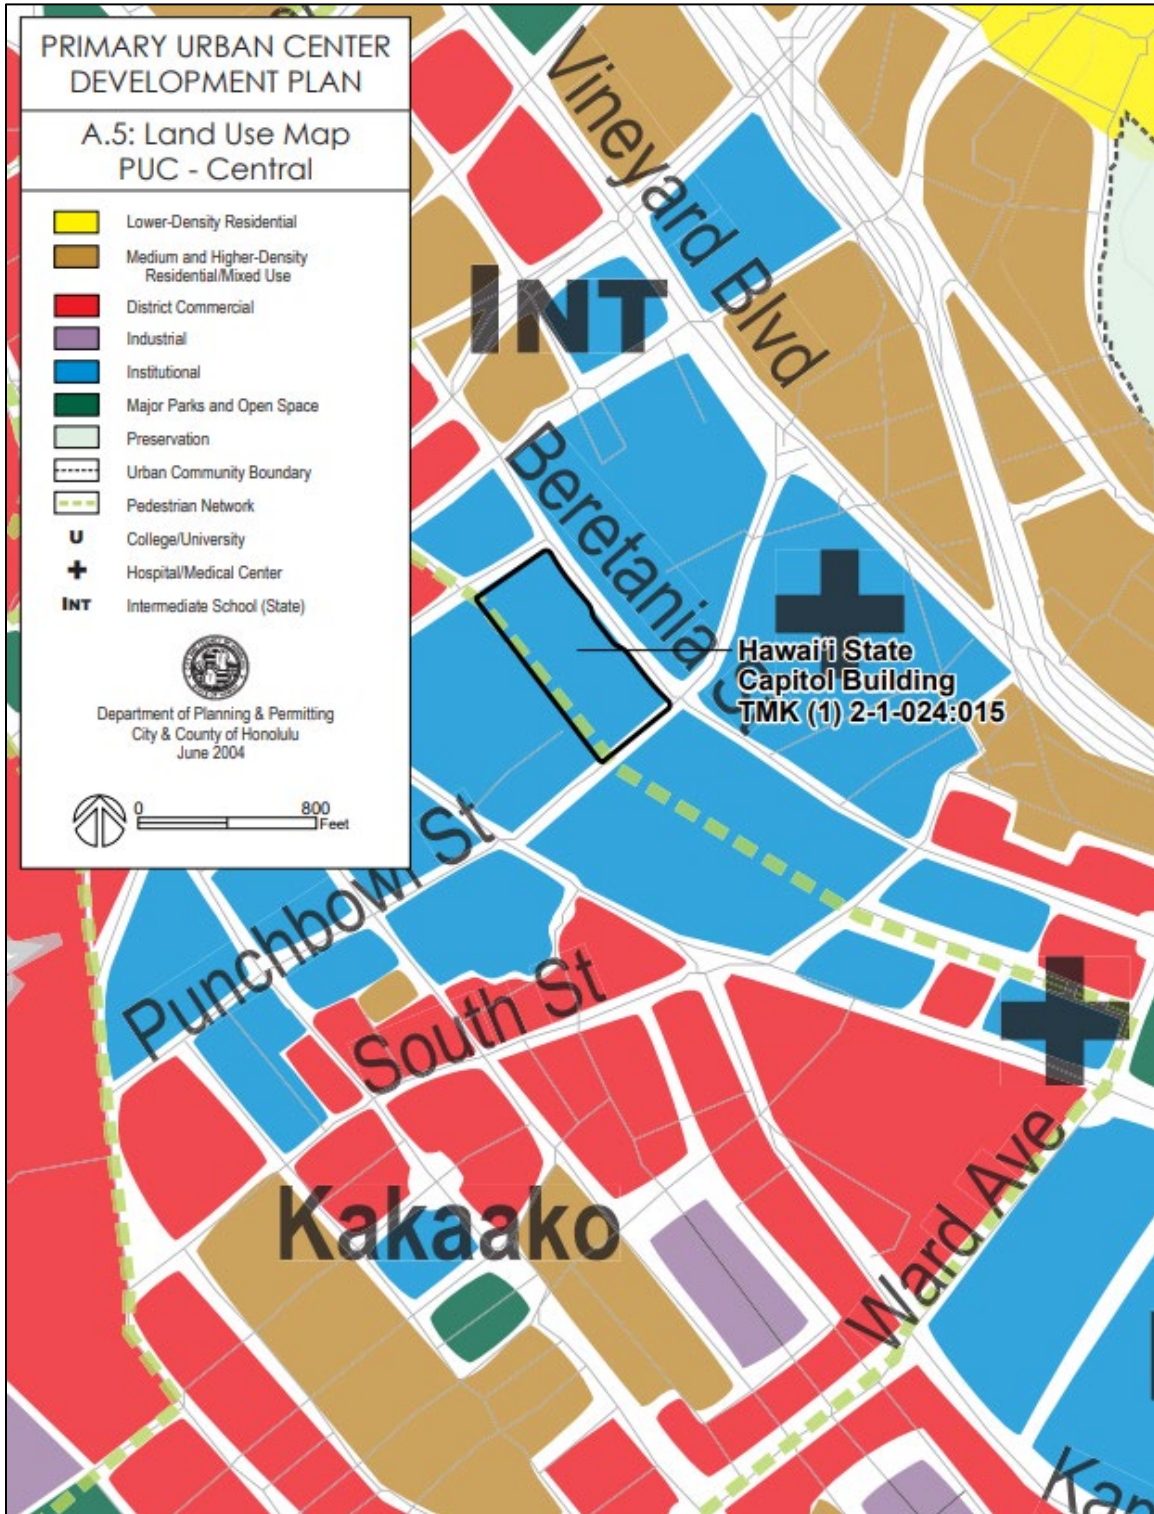 PRIMARY URBAN CENTER
DEVELOPMENT PLAN
A.5: Land Use Map
PUC - Central
Lower-Density Residential
Medium and Higher-Density
Residential/Mixed Use
District Commercial
Industrial
Institutional
Major Parks and Open Space
Preservation
Urban Community Boundary
Pedestrian Network
U College/University
Hospital/Medical Center
INT Intermediate School (State)
Department of Planning & Permitting
City & County of Honolulu
June 2004
0 800
Feet
Vineyard Blvd
INT
Beretania S
Hawai‘i State
Capitol Building
TMK (1) 2-1-024:015
Punchbowl St
South St
Kakaako
Ward Ave
Kap